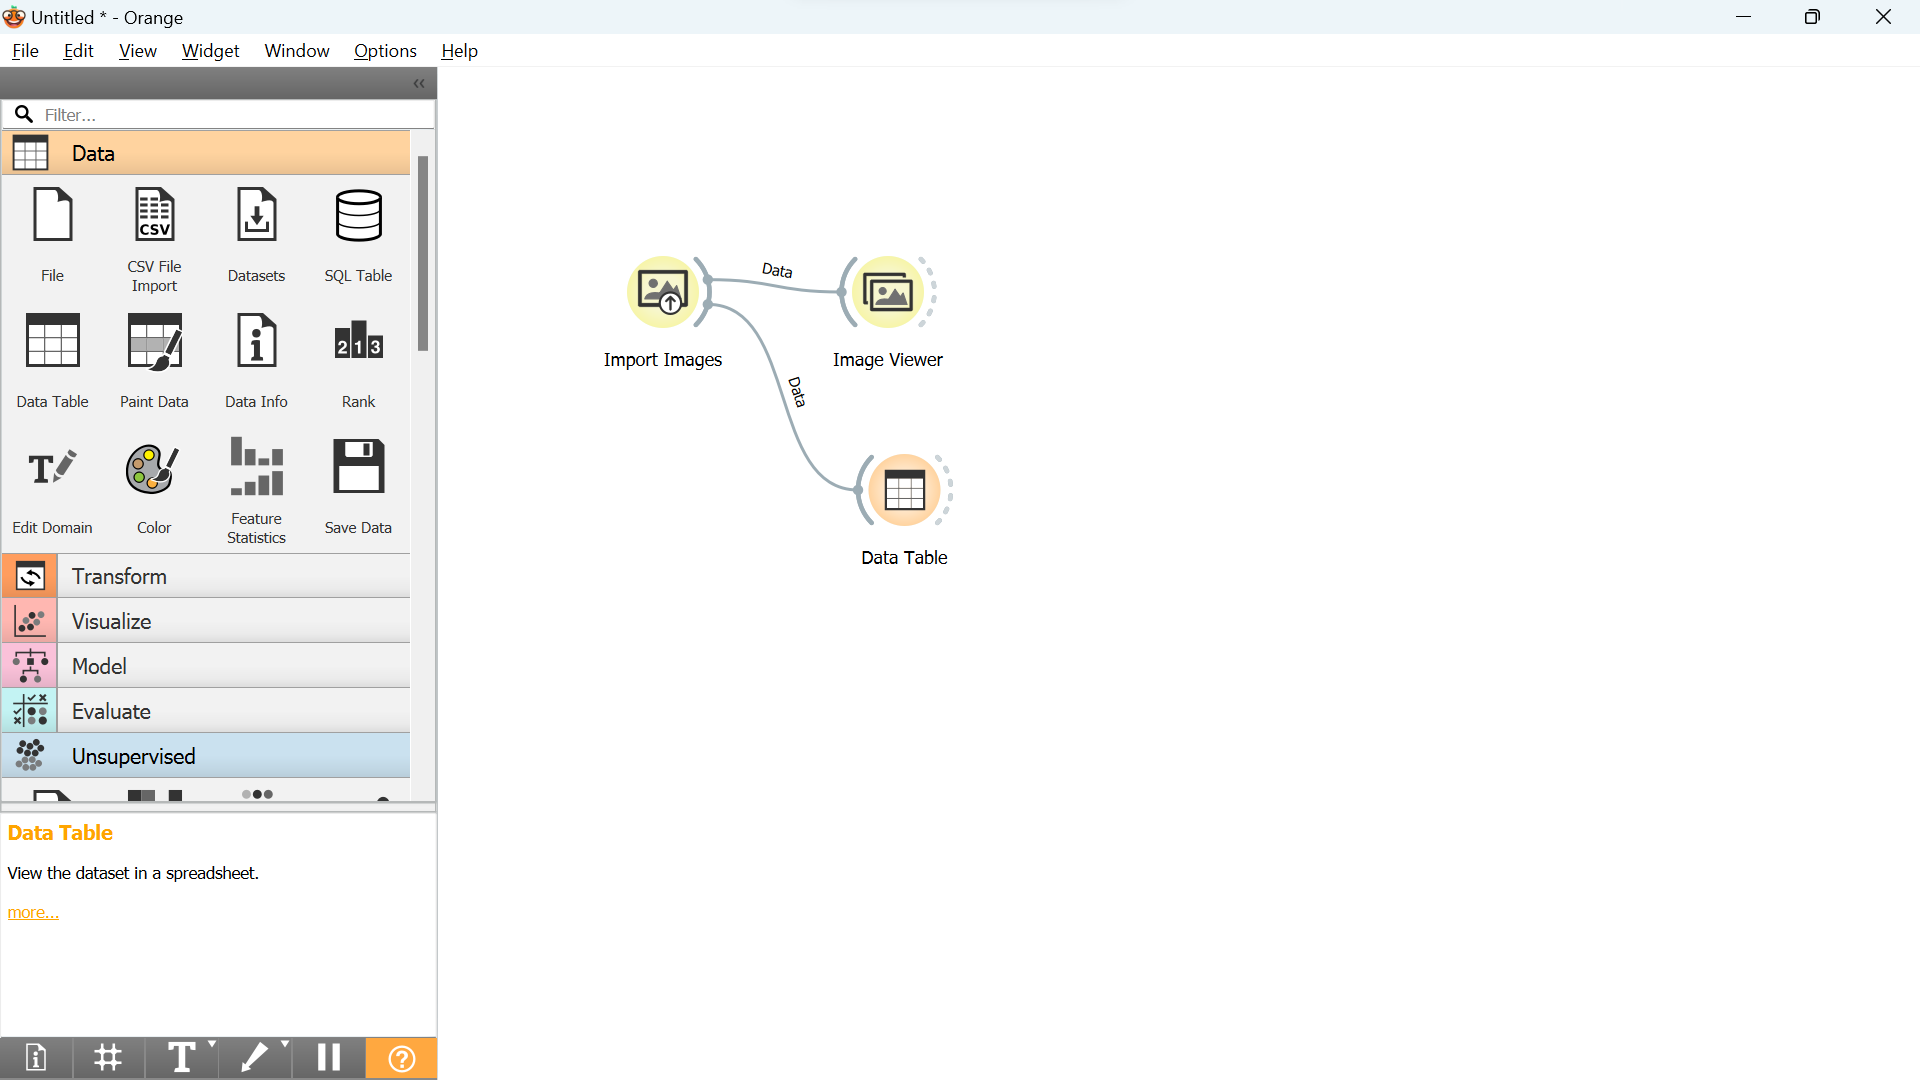 Untitled * - Orange
File Edit View Widget Window Options Help
Filter...
Data
CSV
File
CSV File
Import
Datasets
SQL Table
213
Data Table
Paint Data
Data Info
Rank
Edit Domain
Color
Feature
Statistics
Save Data
Transform
Visualize
Model
Evaluate
Unsupervised
Data Table
View the dataset in a spreadsheet.
more...
Data
Import Images
Image Viewer
Data
Data Table